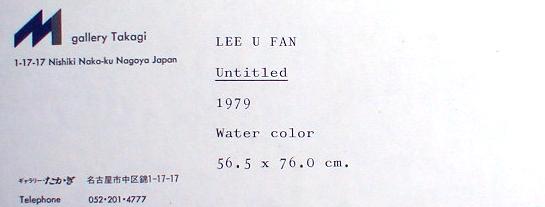 gallery Takagi
1-17-17 Nishiki Naka-ku Nagoya Japan
LEE U FAN
Untitled
1979
Water color
56.5 x 76.0 cm.
ギャラリー・たかぎ 名古屋市中区錦1-17-17
Telephone 052・201・4777